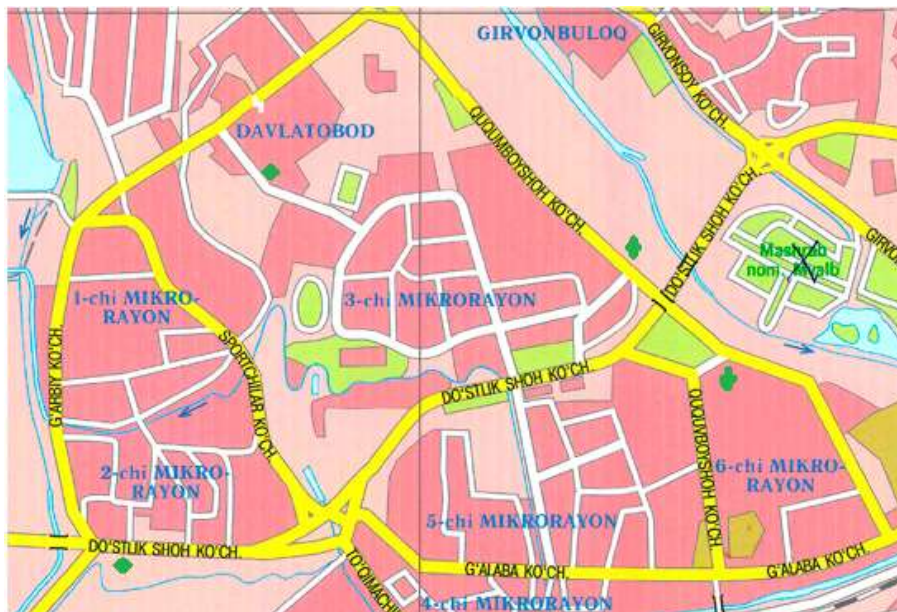 GIRVONBULOQ
GIRVONSOY KO'CH.
DAVLATOBOD
QUQUMBOYSHOH KO'CH.
DO'STLIK SHOH KO'CH.
Mashrab
nom.
1-chi MIKRO-
RAYON
3-chi MIKRORAYON
G'ARBIY KO'CH.
SPORTCHILAR KO'CH.
DO'STLIK SHOH KO'CH.
QUQUMBOYSHOH KO'CH.
2-chi MIKRO-
RAYON
6-chi MIKRO-
RAYON
5-chi MIKRORAYON
DO'STLIK SHOH KO'CH.
G'ALABA KO'CH.
G'ALABA KO'CH.
4-chi MIKRORAYON